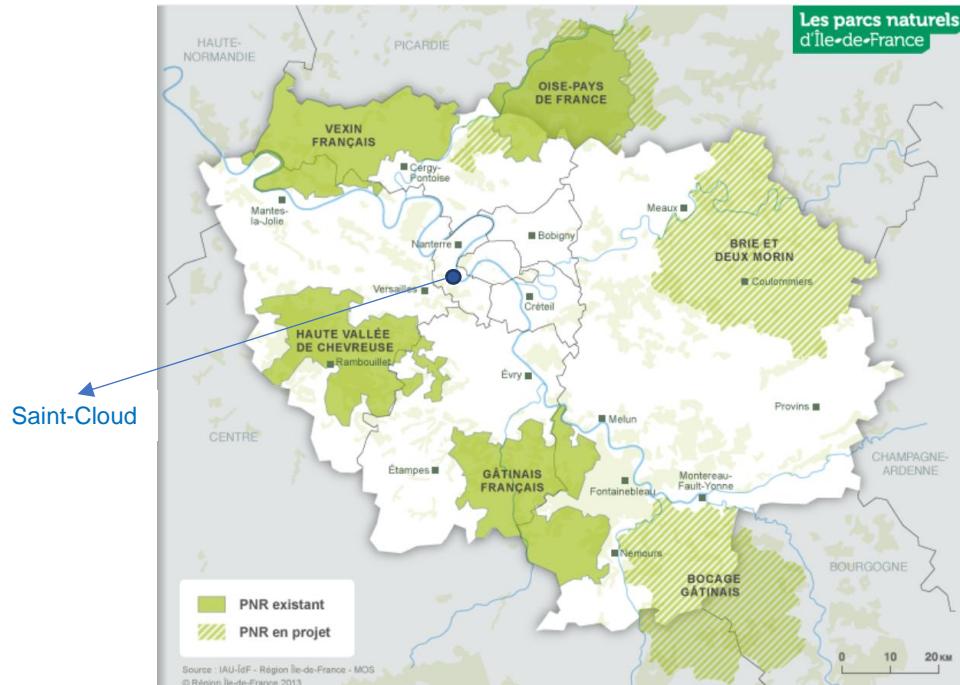 Les parcs naturels
d'Île-de-France
HAUTE-
NORMANDIE
PICARDIE
OISE-PAYS
DE FRANCE
VEXIN
FRANÇAIS
Cergy-
Pontoise
Mantes-
la-Jolie
Meaux
Nanterre
Bobigny
BRIE ET
DEUX MORIN
Coulommiers
Versailles
Créteil
HAUTE VALLÉE
DE CHEVREUSE
Rambouillet
Évry
Saint-Cloud
Provins
Melun
CENTRE
CHAMPAGNE-
ARDENNE
Étampes
GÂTINAIS
FRANÇAIS
Fontainebleau
Montereau-
Fault-Yonne
Nemours
BOURGOGNE
BOCAGE
GÂTINAIS
PNR existant
PNR en projet
0 10 20 KM
Source : IAU-ÎdF - Région Île-de-France - MOS
© Région Île-de-France 2013